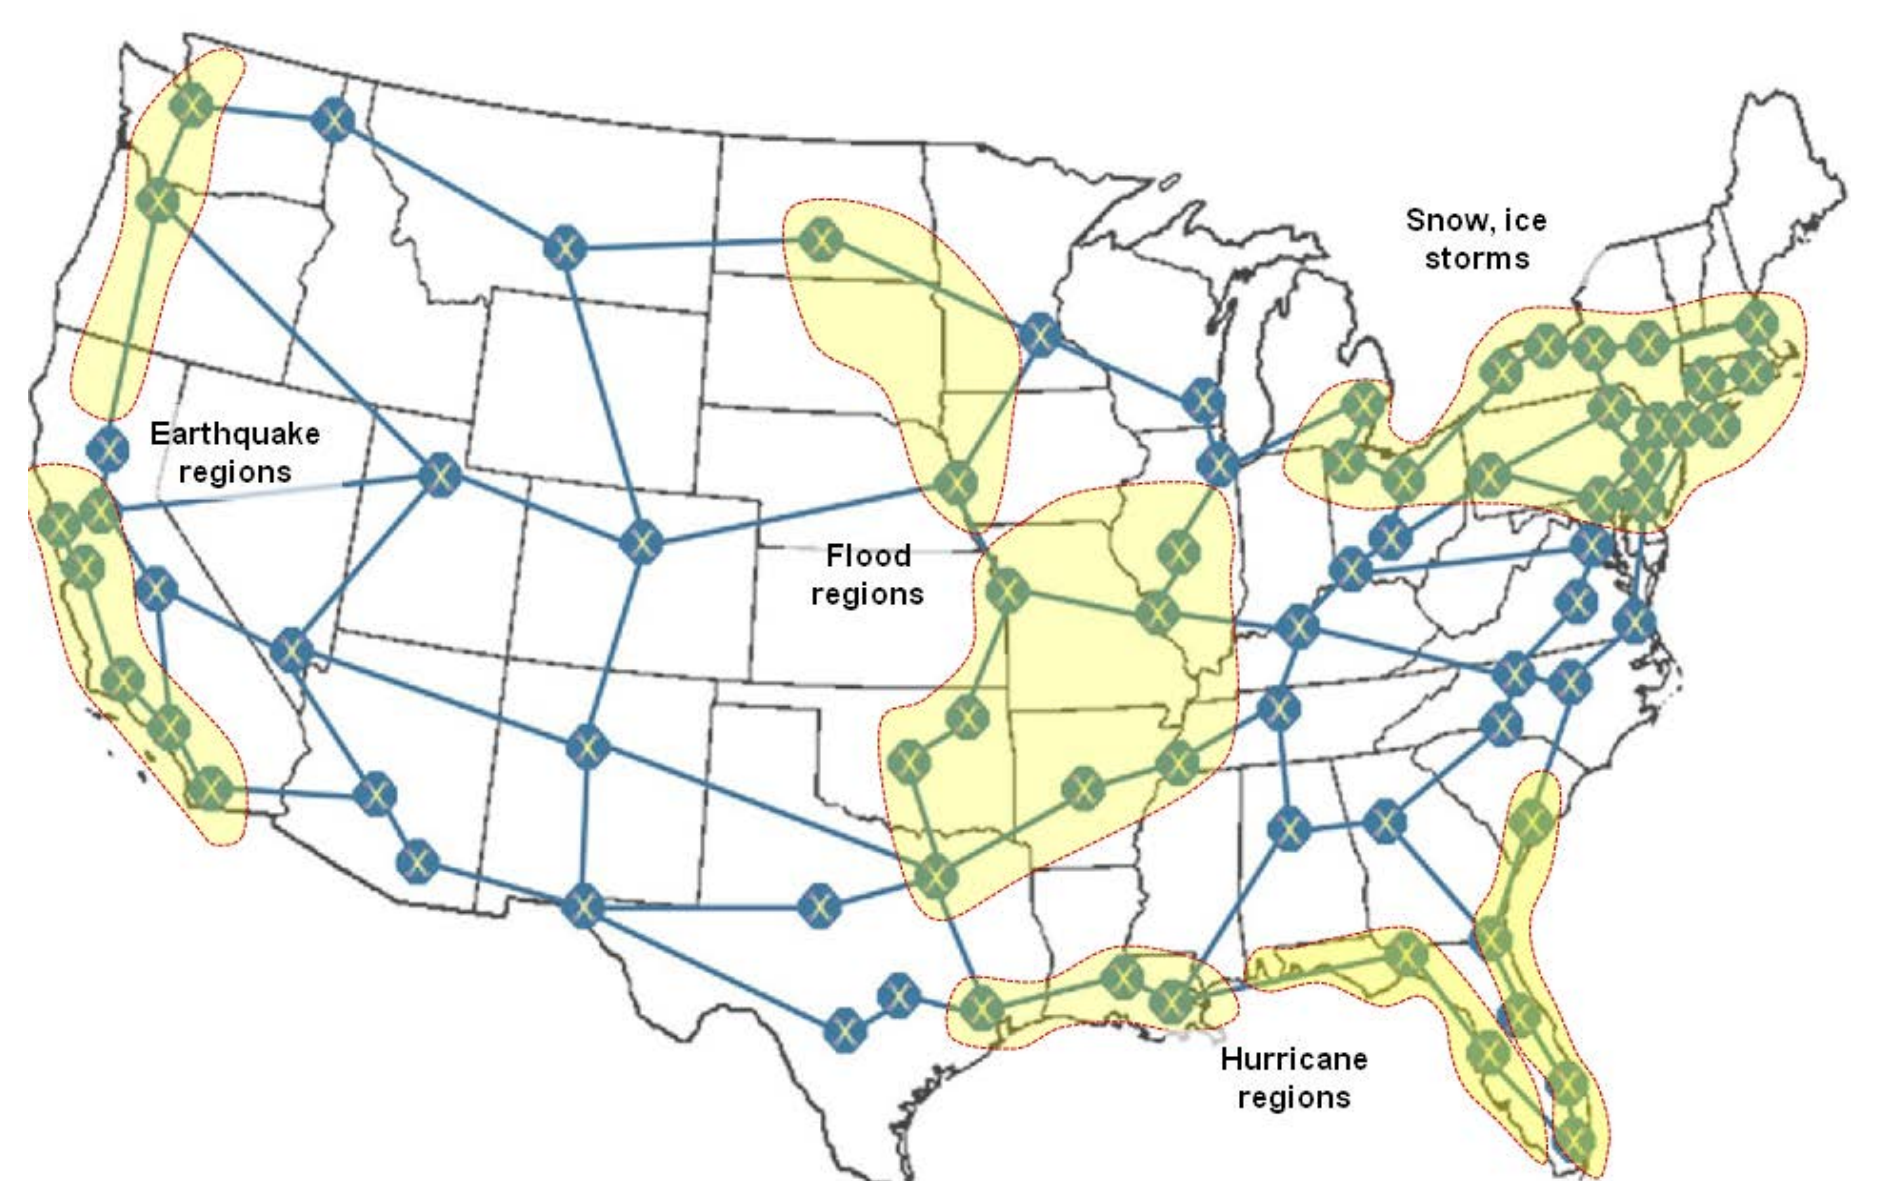 Snow, ice
storms
Earthquake
regions
Flood
regions
Hurricane
regions